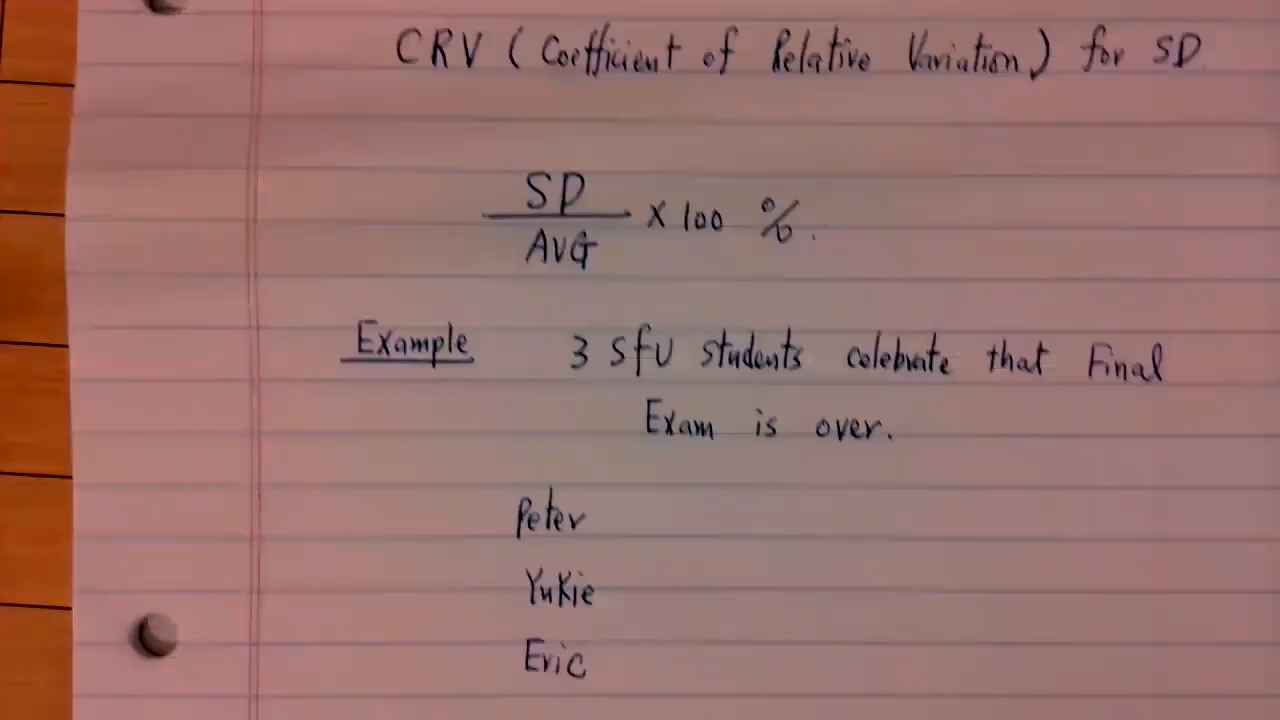 CRV (Coefficient of Relative Variation) for SD
SD
AVG
x 100 %.
Example 3 SFU students celebrate that Final
Exam is over.
Peter
Yukie
Eric